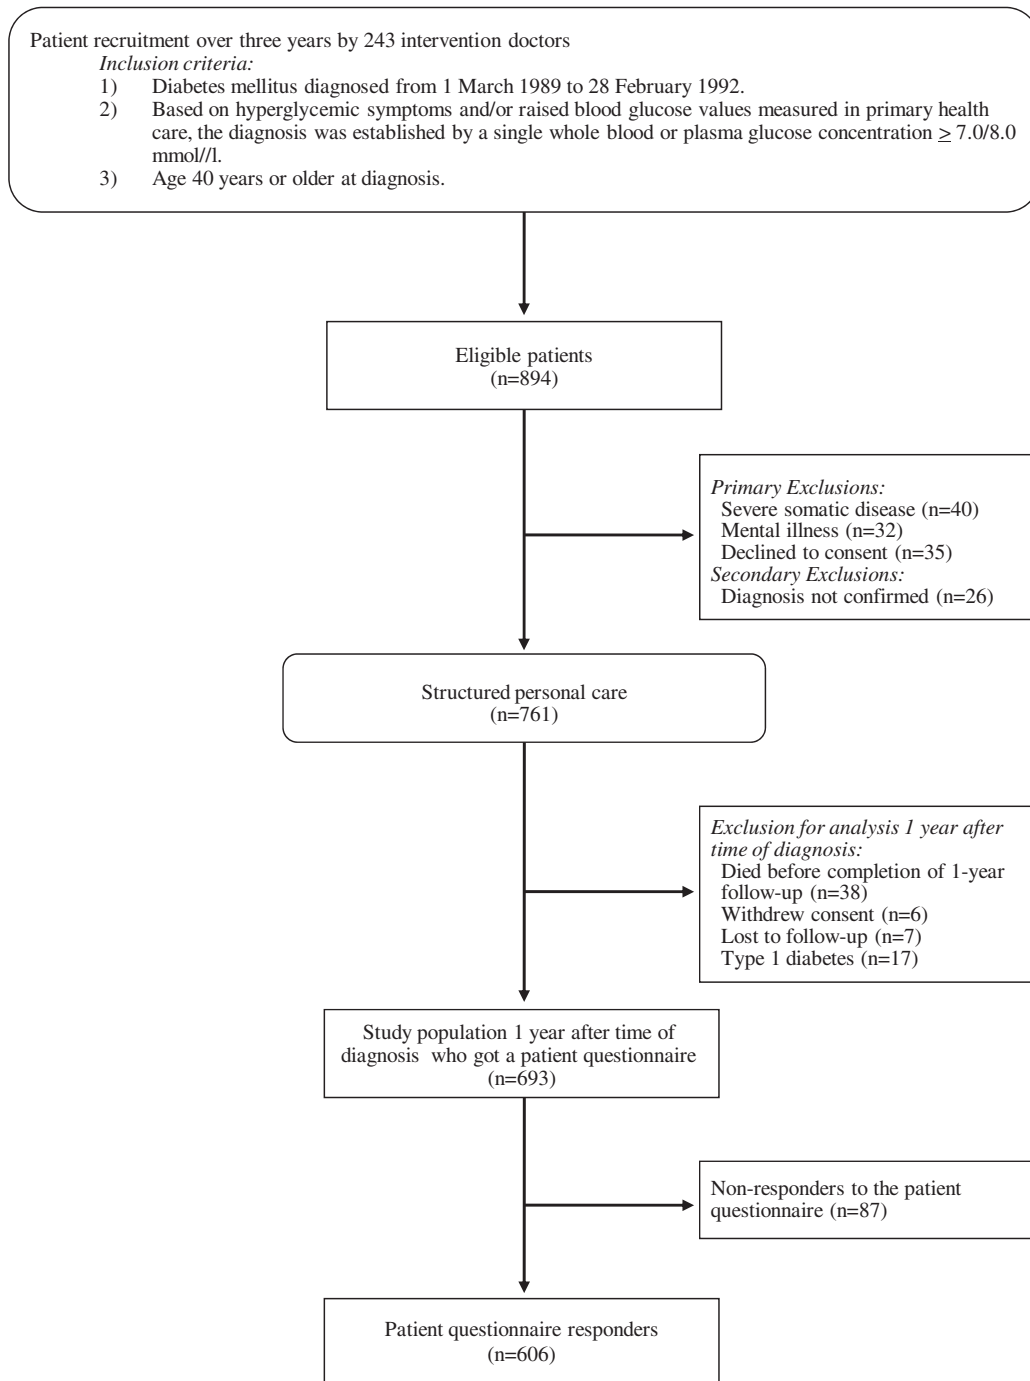 Patient recruitment over three years by 243 intervention doctors
Inclusion criteria:
1) Diabetes mellitus diagnosed from 1 March 1989 to 28 February 1992.
2) Based on hyperglycemic symptoms and/or raised blood glucose values measured in primary health
care, the diagnosis was established by a single whole blood or plasma glucose concentration ≥ 7.0/8.0
mmol//l.
3) Age 40 years or older at diagnosis.
Eligible patients
(n=894)
Primary Exclusions:
Severe somatic disease (n=40)
Mental illness (n=32)
Declined to consent (n=35)
Secondary Exclusions:
Diagnosis not confirmed (n=26)
Structured personal care
(n=761)
Exclusion for analysis 1 year after
time of diagnosis:
Died before completion of 1-year
follow-up (n=38)
Withdrew consent (n=6)
Lost to follow-up (n=7)
Type 1 diabetes (n=17)
Study population 1 year after time of
diagnosis who got a patient questionnaire
(n=693)
Non-responders to the patient
questionnaire (n=87)
Patient questionnaire responders
(n=606)